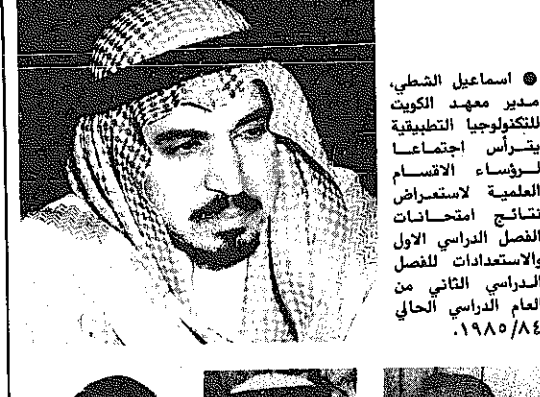 ● اسماعيل الشطي،
مدير معهد الكويت
للتكنولوجيا التطبيقية
يترأس اجتماعا
لرؤساء الاقسام
العلمية لاستعراض
نتائج امتحانات
الفصل الدراسي الاول
والاستعدادات للفصل
الدراسي الثاني من
العام الدراسي الحالي
١٩٨٥/٨٤.